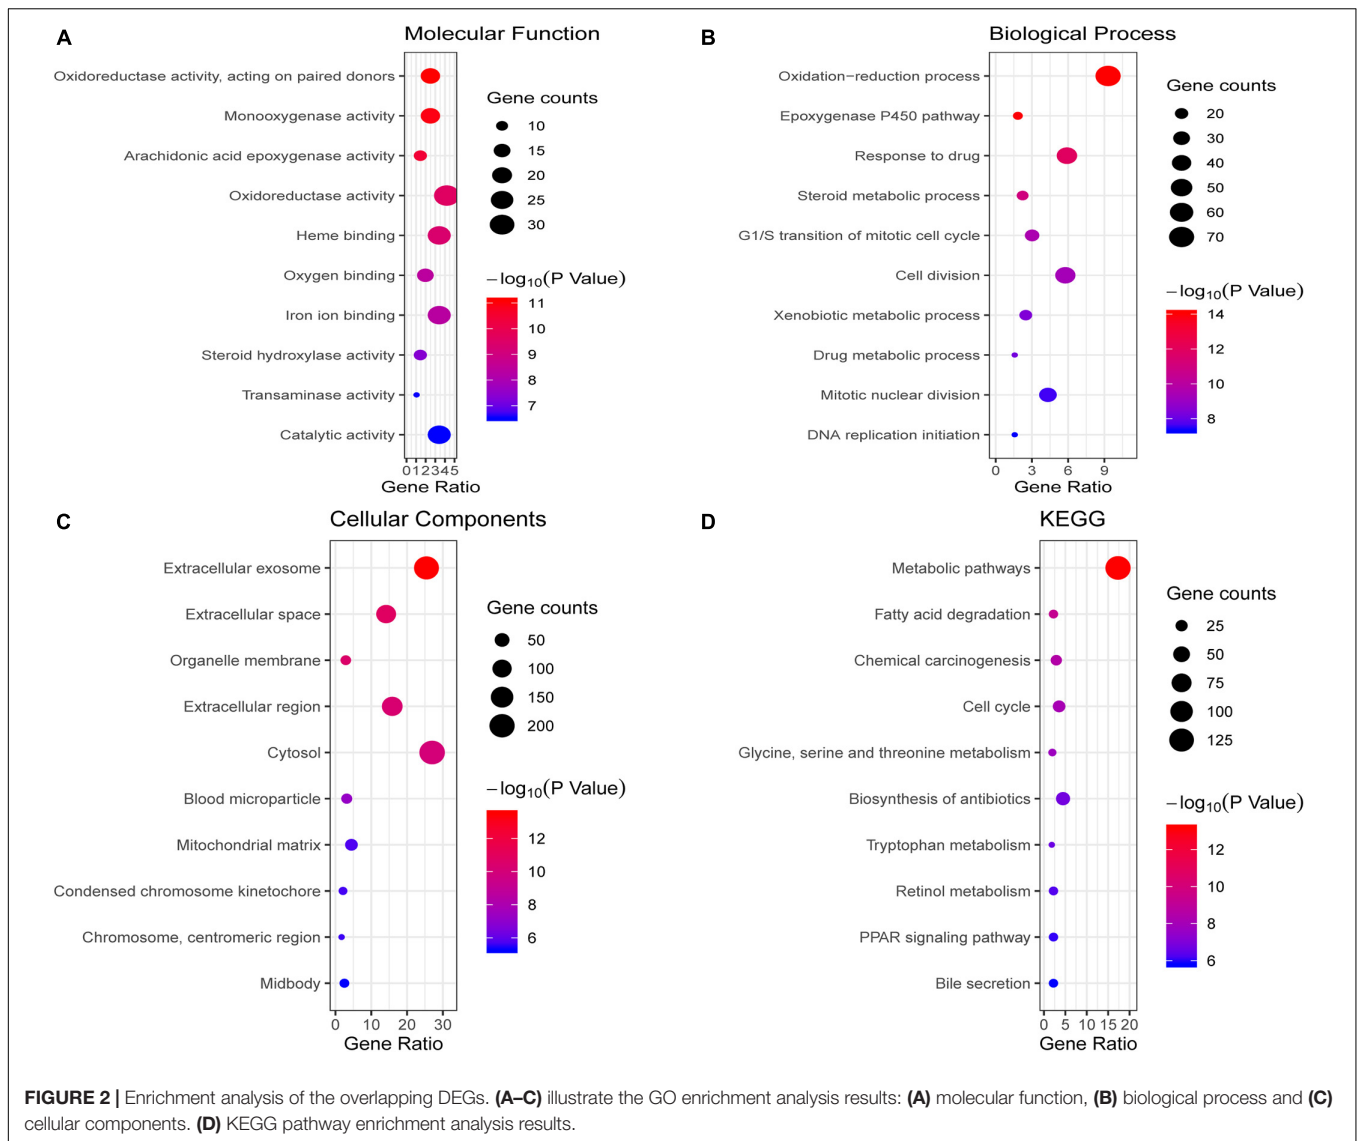 A
Molecular Function
Oxidoreductase activity, acting on paired donors
Monooxygenase activity
Arachidonic acid epoxygenase activity
Oxidoreductase activity
Heme binding
Oxygen binding
Iron ion binding
Steroid hydroxylase activity
Transaminase activity
Catalytic activity
0 1 2 3 4 5
Gene Ratio
Gene counts
10
15
20
25
30
−log10(P Value)
11
10
9
8
7
B
Biological Process
Oxidation−reduction process
Epoxygenase P450 pathway
Response to drug
Steroid metabolic process
G1/S transition of mitotic cell cycle
Cell division
Xenobiotic metabolic process
Drug metabolic process
Mitotic nuclear division
DNA replication initiation
0 3 6 9
Gene Ratio
Gene counts
20
30
40
50
60
70
−log10(P Value)
14
12
10
8
C
Cellular Components
Extracellular exosome
Extracellular space
Organelle membrane
Extracellular region
Cytosol
Blood microparticle
Mitochondrial matrix
Condensed chromosome kinetochore
Chromosome, centromeric region
Midbody
0 10 20 30
Gene Ratio
Gene counts
50
100
150
200
−log10(P Value)
12
10
8
6
D
KEGG
Metabolic pathways
Fatty acid degradation
Chemical carcinogenesis
Cell cycle
Glycine, serine and threonine metabolism
Biosynthesis of antibiotics
Tryptophan metabolism
Retinol metabolism
PPAR signaling pathway
Bile secretion
0 5 10 15 20
Gene Ratio
Gene counts
25
50
75
100
125
−log10(P Value)
12
10
8
6
FIGURE 2 | Enrichment analysis of the overlapping DEGs. (A–C) illustrate the GO enrichment analysis results: (A) molecular function, (B) biological process and (C)
cellular components. (D) KEGG pathway enrichment analysis results.